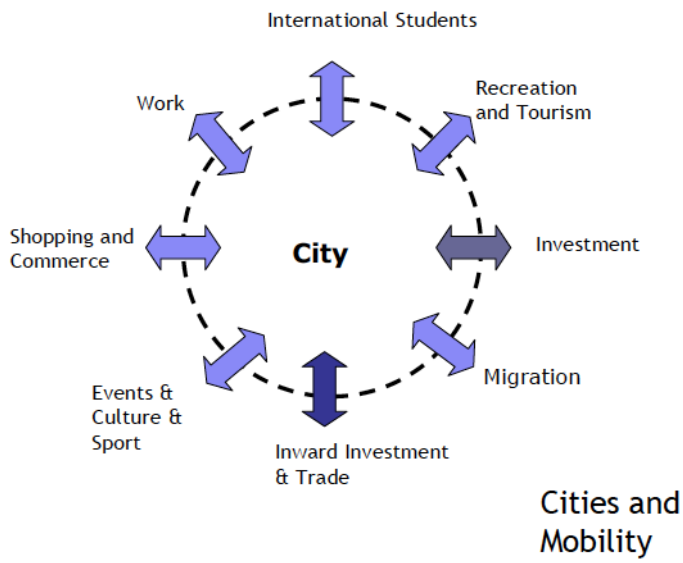 International Students
Recreation
and Tourism
Work
Shopping and
Commerce
City
Investment
Events &
Culture &
Sport
Migration
Inward Investment
& Trade
Cities and
Mobility